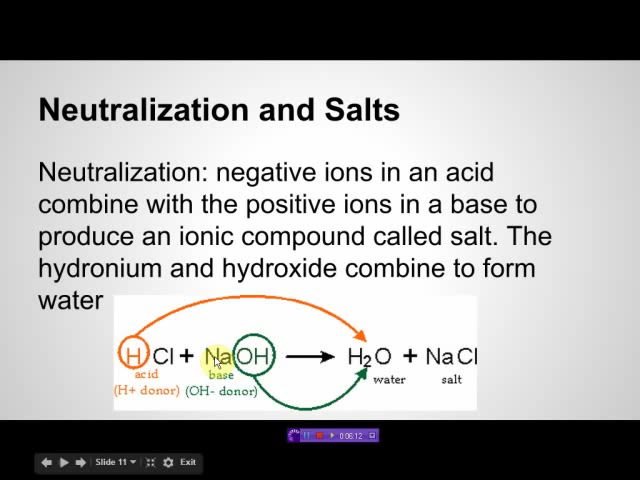 Neutralization and Salts
Neutralization: negative ions in an acid
combine with the positive ions in a base to
produce an ionic compound called salt. The
hydronium and hydroxide combine to form
water
H Cl + Na OH → H₂O + NaCl
acid base water salt
(H+ donor) (OH- donor)
0:06:12
Slide 11 Exit